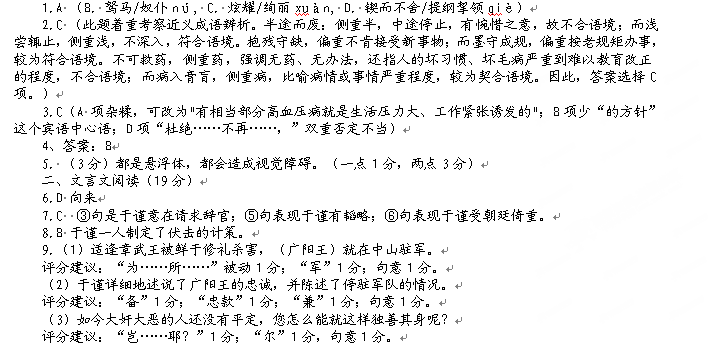 1.A·(B.·驽马/奴仆nú,·C.·炫耀/绚丽xuàn,·D.·锲而不舍/提纲挈领qiè)
2.C·(此题着重考察近义成语辨析。半途而废：侧重半，中途停止，有惋惜之意，故不合语境；而浅
尝辄止，侧重浅，不深入，符合语境。抱残守缺，偏重不肯接受新事物；而墨守成规，偏重按老规矩办事，
较为符合语境。不可救药，侧重药，强调无药、无办法，还指人的坏习惯、坏毛病严重到难以教育改正
的程度，不合语境；而病入膏肓，侧重病，比喻病情或事情严重程度，较为契合语境。因此，答案选择 C
项。)
3.C(A·项杂糅，可改为"有相当部分高血压病就是生活压力大、工作紧张诱发的"；B项少“的方针”
这个宾语中心语；D项“杜绝……不再……，”双重否定不当)
4、答案：B
5.·(3分)都是悬浮体，都会造成视觉障碍。(一点1分，两点3分)
二、文言文阅读(19分)
6.D·向来
7.C·③句是于谨意在请求辞官；⑤句表现于谨有韬略；⑥句表现于谨受朝廷倚重。
8.B·于谨一人制定了伏击的计策。
9.(1)适逢章武王被鲜于修礼杀害，(广阳王)就在中山驻军。
评分建议：“为……所……”被动1分；“军”1分；句意1分。
(2)于谨详细地述说了广阳王的忠诚，并陈述了停驻军队的情况。
评分建议：“备”1分；“忠款”1分；“兼”1分；句意1分。
(3)如今大奸大恶的人还没有平定，您怎么能就这样独善其身呢？
评分建议：“岂……耶？”1分；“尔”1分，句意1分。